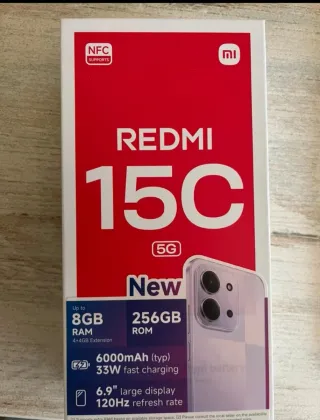 NFC
SUPPORTS
mi
REDMI
15C
5G
New
Up to
8GB
RAM
4+4GB Extension
256GB
ROM
6000mAh (typ)
33W fast charging
6.9" large display
120Hz refresh rate